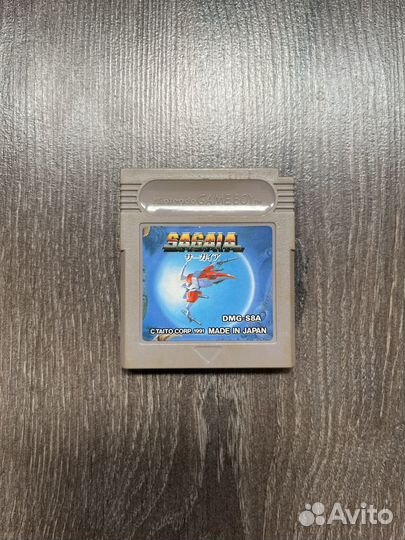 Nintendo GAME BOY
SAGAIA
サーガイア
DMG-S8A
©TAITO CORP. 1991 MADE IN JAPAN
Avito